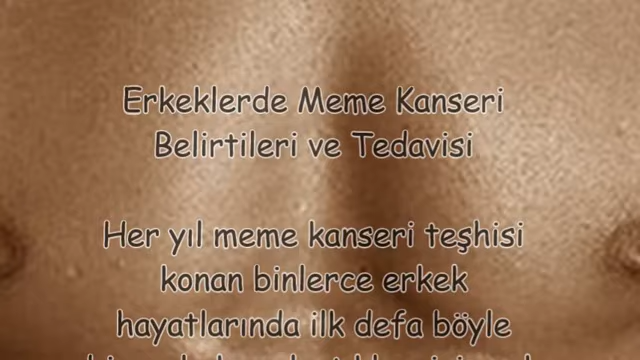 Erkeklerde Meme Kanseri
Belirtileri ve Tedavisi
Her yıl meme kanseri teşhisi
konan binlerce erkek
hayatlarında ilk defa böyle